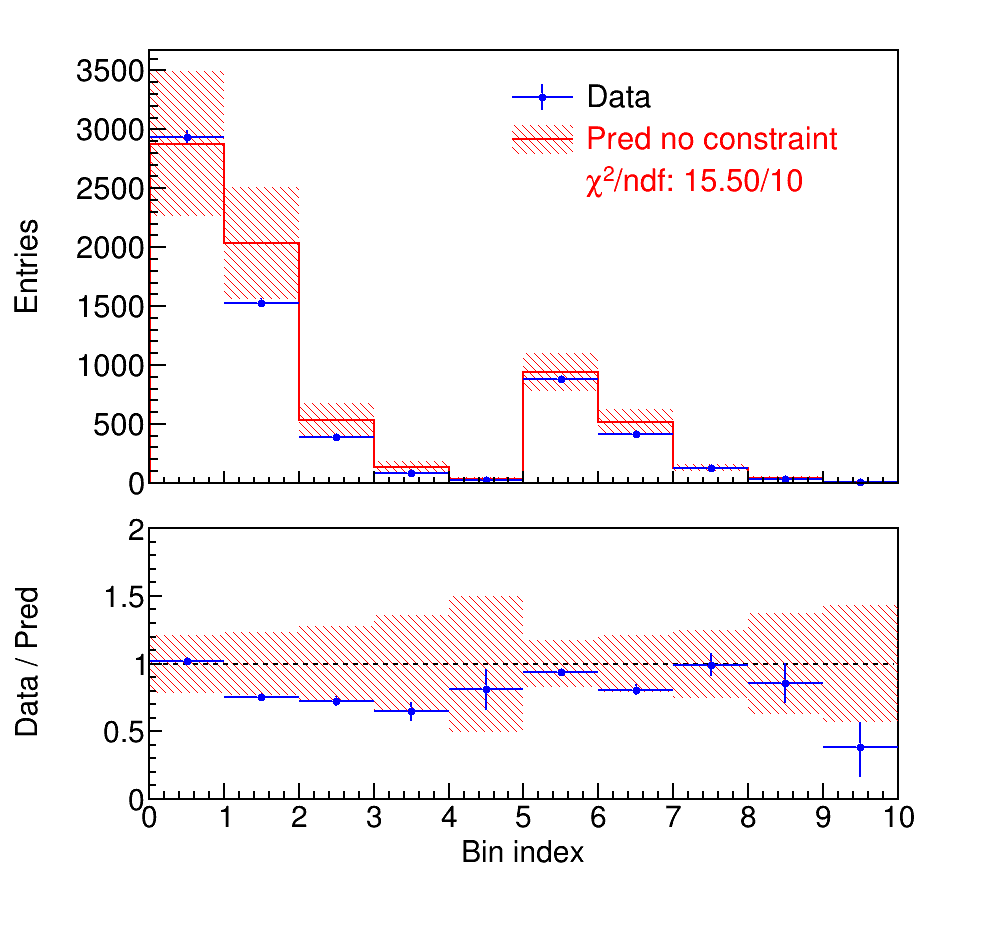 3500
3000
2500
2000
1500
1000
500
0
Entries
Data
Pred no constraint
χ²/ndf: 15.50/10
2
1.5
1
0.5
0
Data / Pred
0 1 2 3 4 5 6 7 8 9 10
Bin index